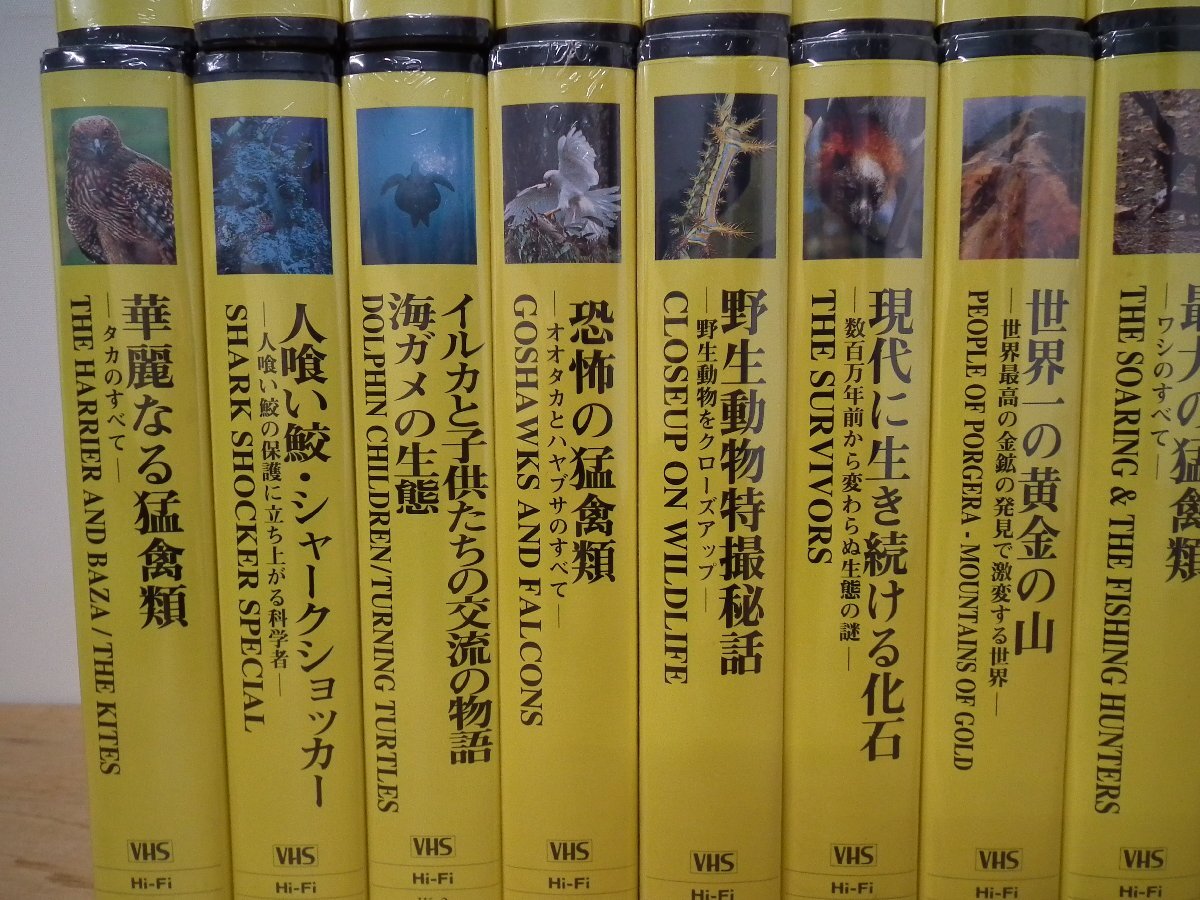 華麗なる猛禽類
―タカのすべて―
THE HARRIER AND BAZA/THE KITES
VHS
Hi-Fi
人喰い鮫・シャークショッカー
―人喰い鮫の保護に立ち上がる科学者―
SHARK SHOCKER SPECIAL
VHS
Hi-Fi
イルカと子供たちの交流の物語
海ガメの生態
DOLPHIN CHILDREN/TURNING TURTLES
VHS
Hi-Fi
恐怖の猛禽類
―オオタカとハヤブサのすべて―
GOSHAWKS AND FALCONS
VHS
Hi-Fi
野生動物特撮秘話
―野生動物をクローズアップ―
CLOSEUP ON WILDLIFE
VHS
Hi-Fi
現代に生き続ける化石
―数百万年前から変わらぬ生態の謎―
THE SURVIVORS
VHS
Hi-Fi
世界一の黄金の山
―世界最高の金鉱の発見で激変する世界―
PEOPLE OF PORGERA - MOUNTAINS OF GOLD
VHS
Hi-Fi
最大の猛禽類
―ワシのすべて―
THE SOARING & THE FISHING HUNTERS
VHS
Hi-Fi